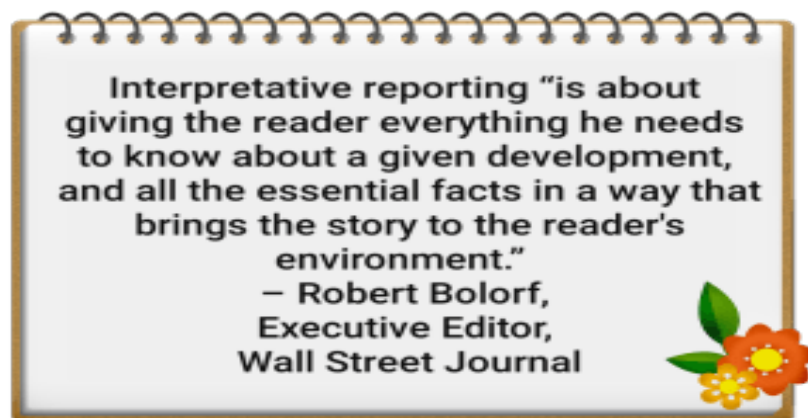 Interpretative reporting “is about
giving the reader everything he needs
to know about a given development,
and all the essential facts in a way that
brings the story to the reader's
environment.”
– Robert Bolorf,
Executive Editor,
Wall Street Journal